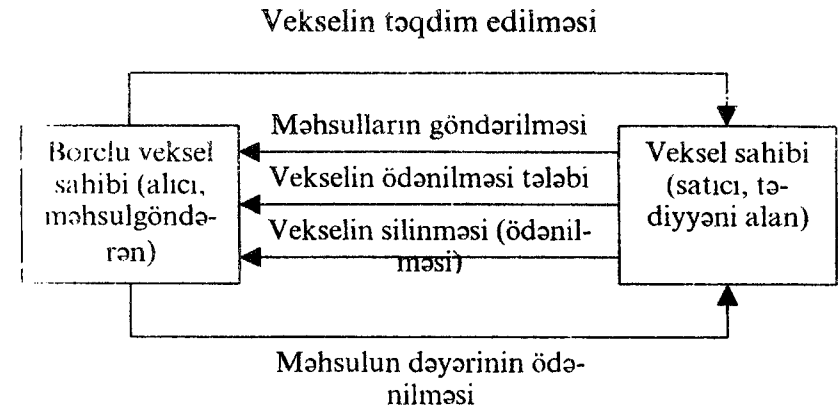 Vekselin təqdim edilməsi
Borclu veksel
sahibi (alıcı,
məhsulgöndə-
rən)
Məhsulların göndərilməsi
Vekselin ödənilməsi tələbi
Vekselin silinməsi (ödənil-
məsi)
Veksel sahibi
(satıcı, tə-
diyyəni alan)
Məhsulun dəyərinin ödə-
nilməsi